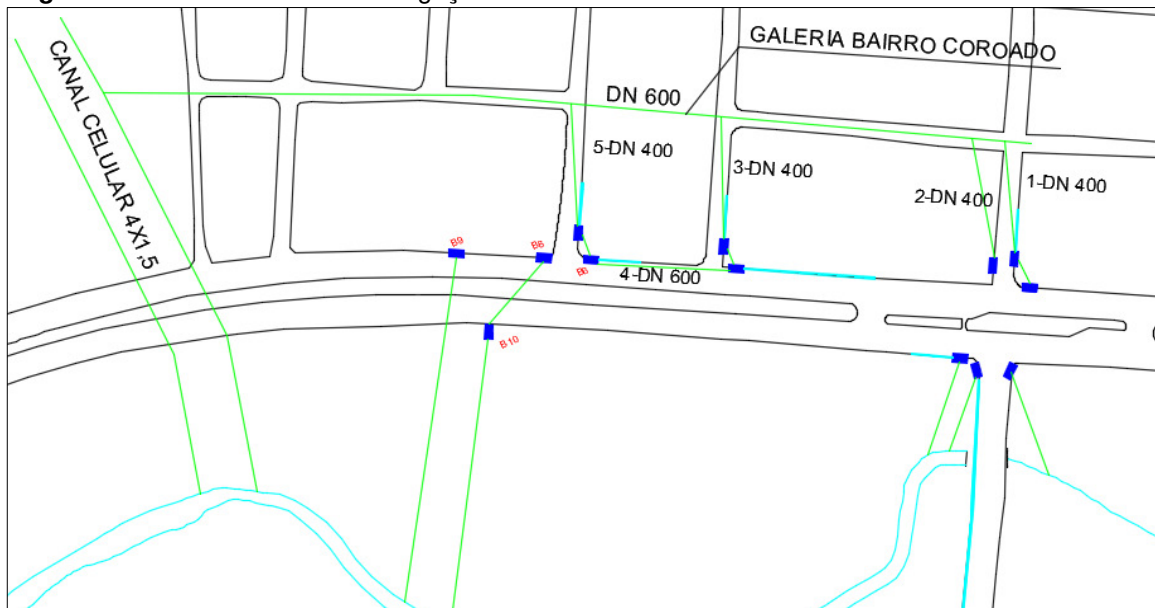 GALERIA BAIRRO COROADO
CANAL CELULAR 4X1,5
DN 600
5-DN 400
3-DN 400
2-DN 400
1-DN 400
B9
B8
B6
4-DN 600
B10